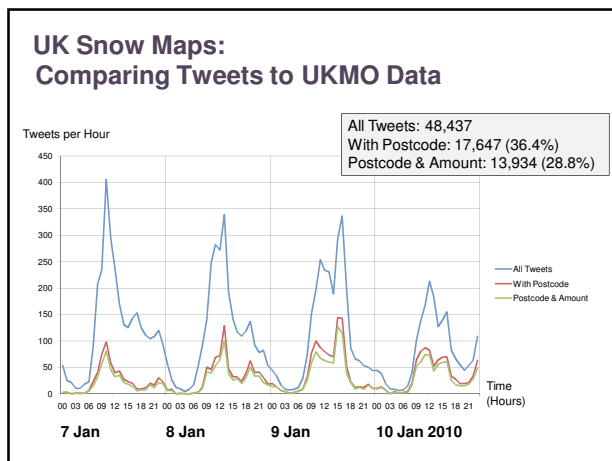 UK Snow Maps:
Comparing Tweets to UKMO Data
All Tweets: 48,437
With Postcode: 17,647 (36.4%)
Postcode & Amount: 13,934 (28.8%)
Tweets per Hour
450
400
350
300
250
200
150
100
50
0
All Tweets
With Postcode
Postcode & Amount
00 03 06 09 12 15 18 21 00 03 06 09 12 15 18 21 00 03 06 09 12 15 18 21 00 03 06 09 12 15 18 21
Time
(Hours)
7 Jan 8 Jan 9 Jan 10 Jan 2010